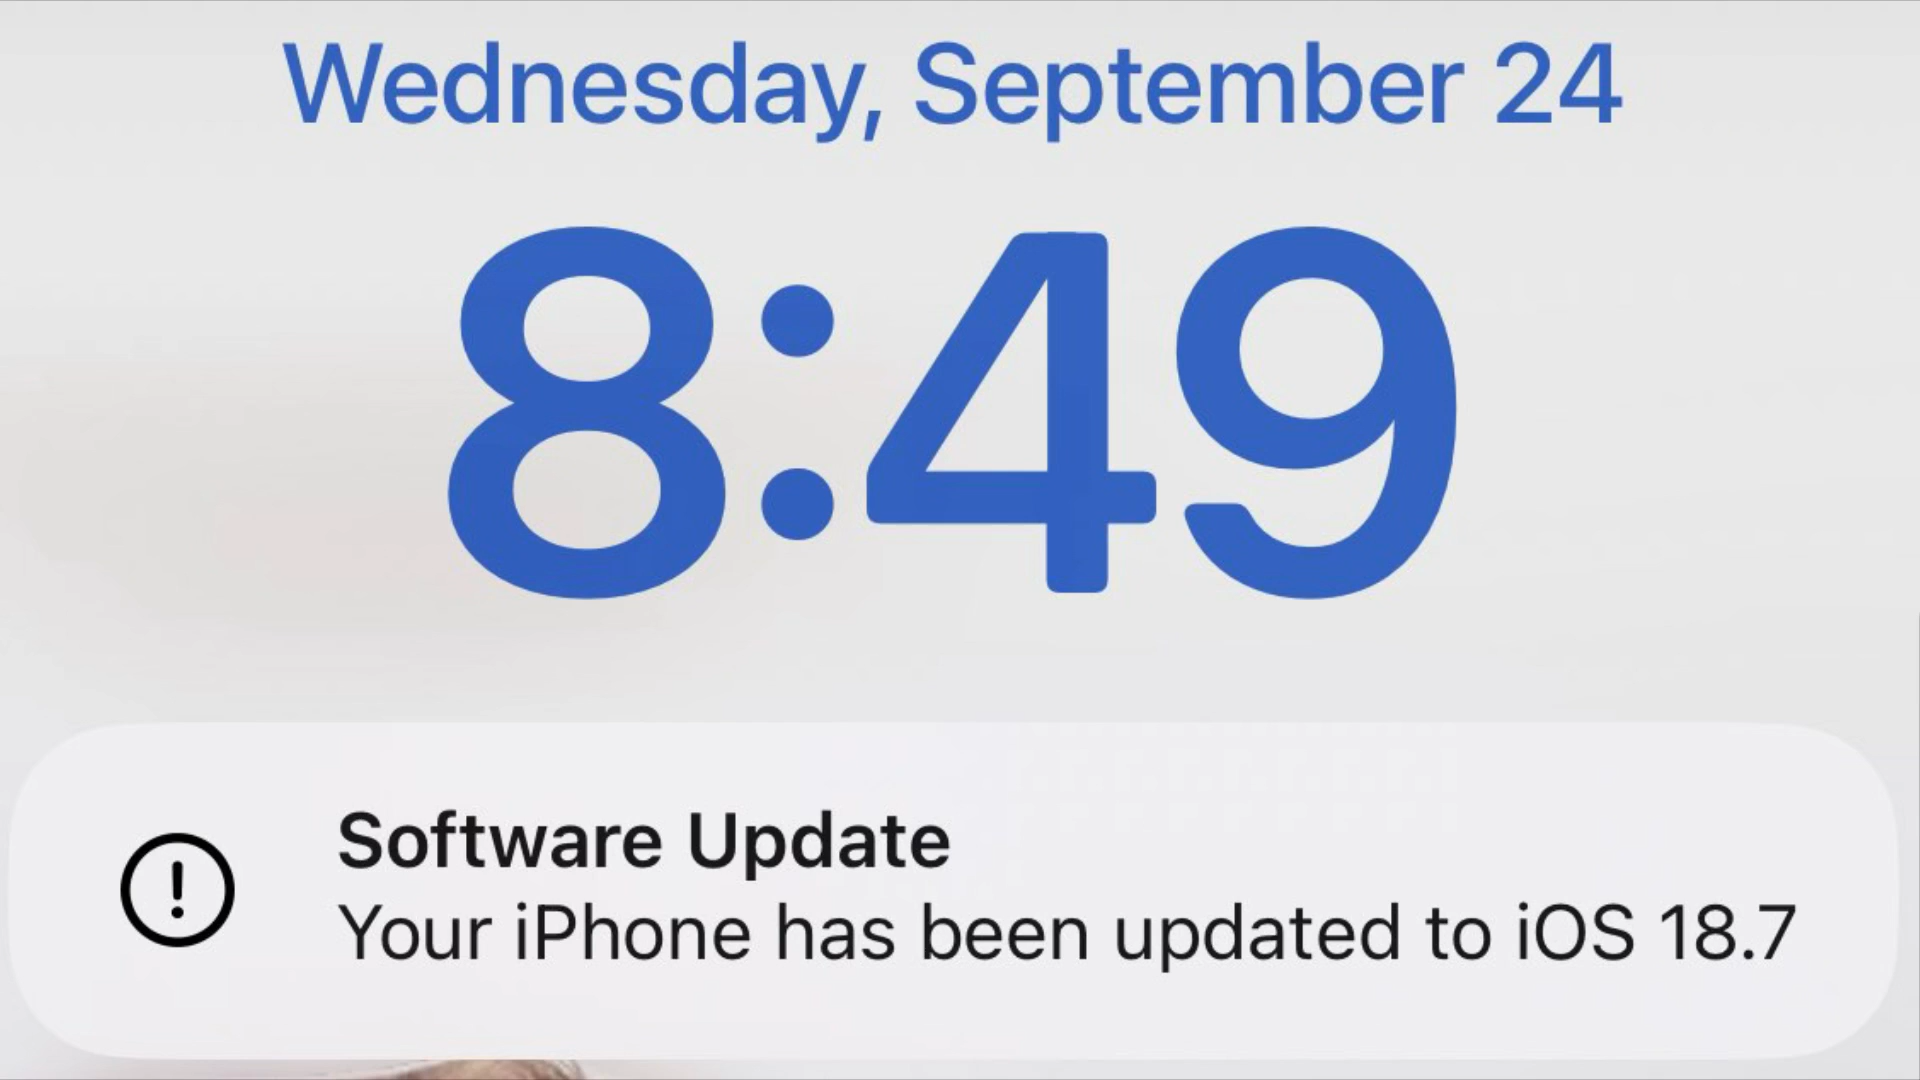 Wednesday, September 24
8:49
Software Update
Your iPhone has been updated to iOS 18.7